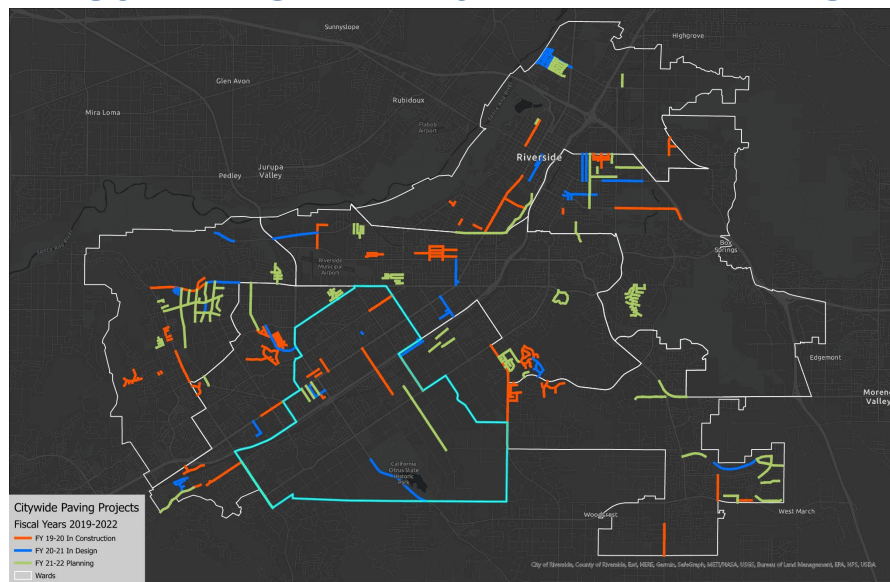 Sunnyslope
Highgrove
Glen Avon
Rubidoux
Mira Loma
Flabob
Airport
Riverside
Jurupa
Valley
Pedley
Box
Springs
Riverside
Municipal
Airport
Edgemont
Moreno
Valley
California
Citrus State
Historic
Park
Woodcrest
West March
Citywide Paving Projects
Fiscal Years 2019-2022
FY 19-20 In Construction
FY 20-21 In Design
FY 21-22 Planning
Wards
City of Riverside, County of Riverside, Esri, HERE, Garmin, SafeGraph, METI/NASA, USGS, Bureau of Land Management, EPA, NPS, USDA